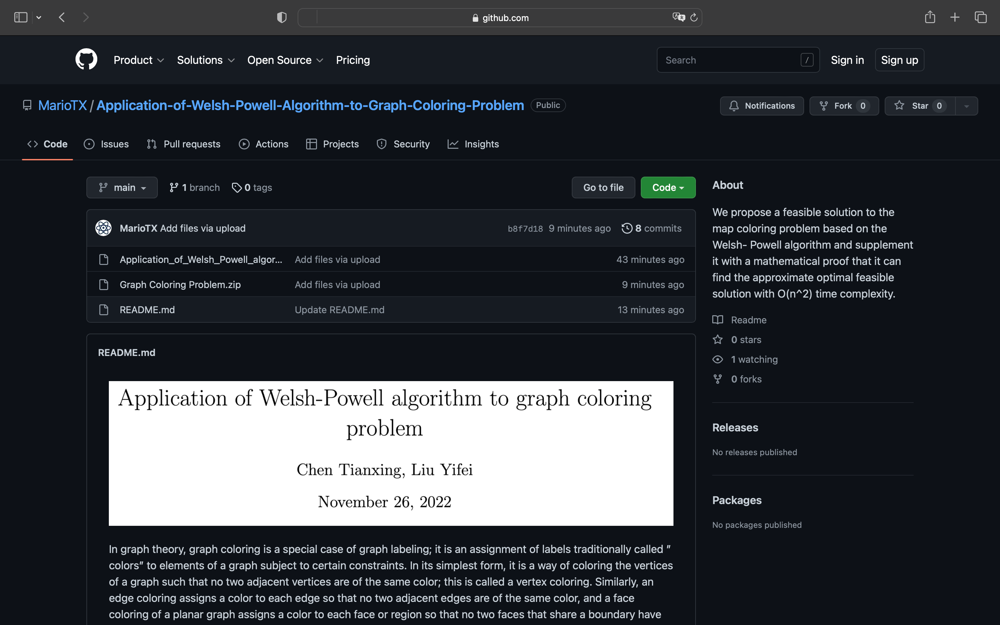 github.com
Product Solutions Open Source Pricing Search / Sign in Sign up
MarioTX / Application-of-Welsh-Powell-Algorithm-to-Graph-Coloring-Problem Public Notifications Fork 0 Star 0
Code Issues Pull requests Actions Projects Security Insights
main 1 branch 0 tags Go to file Code
MarioTX Add files via upload b8f7d18 9 minutes ago 8 commits
Application_of_Welsh_Powell_algor... Add files via upload 43 minutes ago
Graph Coloring Problem.zip Add files via upload 9 minutes ago
README.md Update README.md 13 minutes ago
README.md
Application of Welsh-Powell algorithm to graph coloring
problem
Chen Tianxing, Liu Yifei
November 26, 2022
In graph theory, graph coloring is a special case of graph labeling; it is an assignment of labels traditionally called ”
colors” to elements of a graph subject to certain constraints. In its simplest form, it is a way of coloring the vertices
of a graph such that no two adjacent vertices are of the same color; this is called a vertex coloring. Similarly, an
edge coloring assigns a color to each edge so that no two adjacent edges are of the same color, and a face
coloring of a planar graph assigns a color to each face or region so that no two faces that share a boundary have
About
We propose a feasible solution to the
map coloring problem based on the
Welsh- Powell algorithm and supplement
it with a mathematical proof that it can
find the approximate optimal feasible
solution with O(n^2) time complexity.
Readme
0 stars
1 watching
0 forks
Releases
No releases published
Packages
No packages published